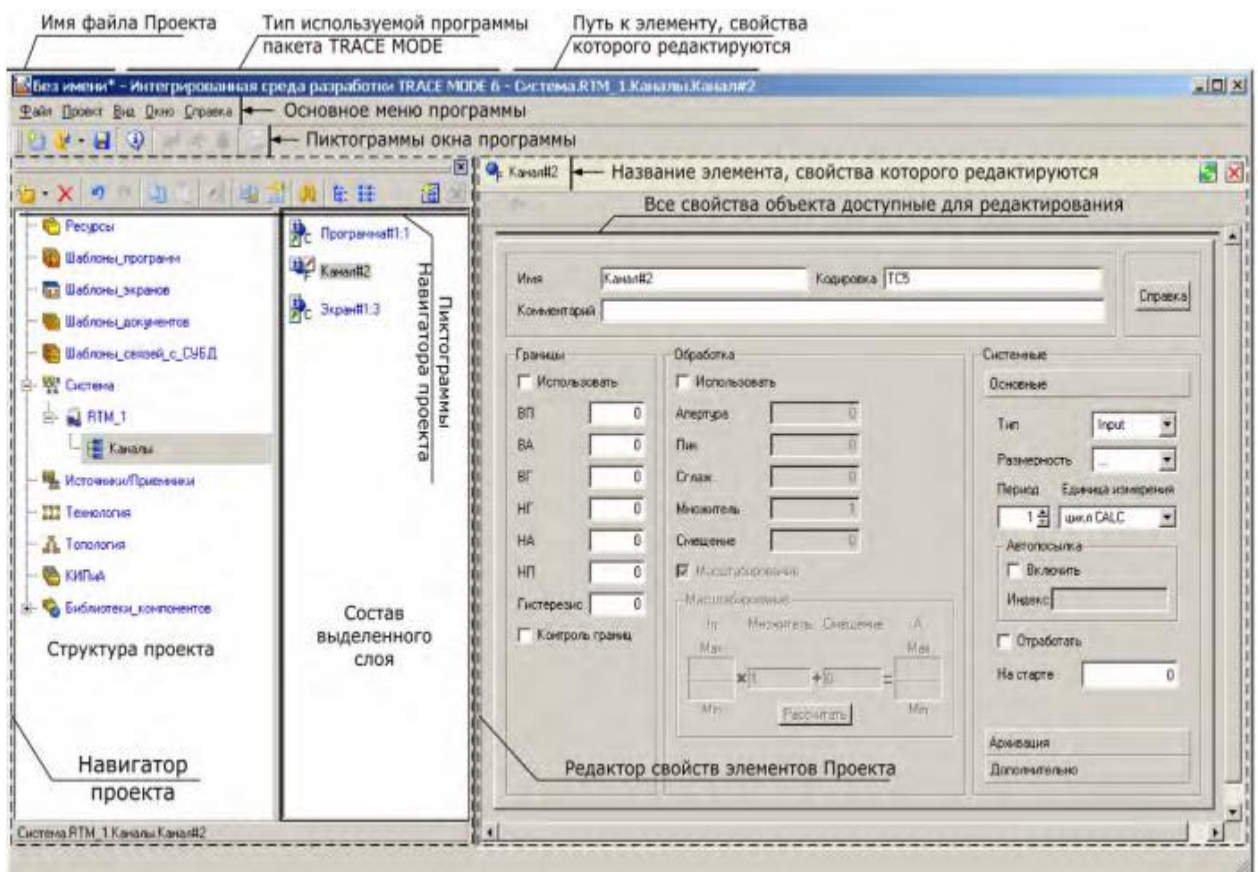 Имя файла Проекта
Тип используемой программы
пакета TRACE MODE
Путь к элементу, свойства
которого редактируются
Без имени* - Интегрированная среда разработки TRACE MODE 6 - Система.RTM_1.Каналы.Канал#2
Файл Проект Вид Окно Справка
Основное меню программы
Пиктограммы окна программы
Канал#2
Название элемента, свойства которого редактируются
Все свойства объекта доступные для редактирования
Ресурсы
Шаблоны_программ
Шаблоны_экранов
Шаблоны_документов
Шаблоны_связей_с_СУБД
Система
RTM_1
Каналы
Источники/Приемники
Технология
Топология
КИПиА
Библиотеки_компонентов
Структура проекта
Навигатор
проекта
Программа#1:1
Канал#2
Экран#1:3
Пиктограммы
Навигатора проекта
Состав
выделенного
слоя
Имя Канал#2 Кодировка TC5
Комментарий
Справка
Границы
Использовать
ВП 0
ВА 0
ВГ 0
НГ 0
НА 0
НП 0
Гистерезис 0
Контроль границ
Обработка
Использовать
Апертура 0
Пик 0
Сглаж. 0
Множитель 1
Смещение 0
Масштабирование
Масштабирование
In Множитель Смещение A
Max Max
× 1 + 0 =
Min Min
Рассчитать
Системные
Основные
Тип Input
Размерность ...
Период Единица измерения
1 цикл CALC
Автопосылка
Включить
Индекс
Отработать
На старте 0
Архивация
Дополнительно
Редактор свойств элементов Проекта
Система.RTM_1.Каналы.Канал#2